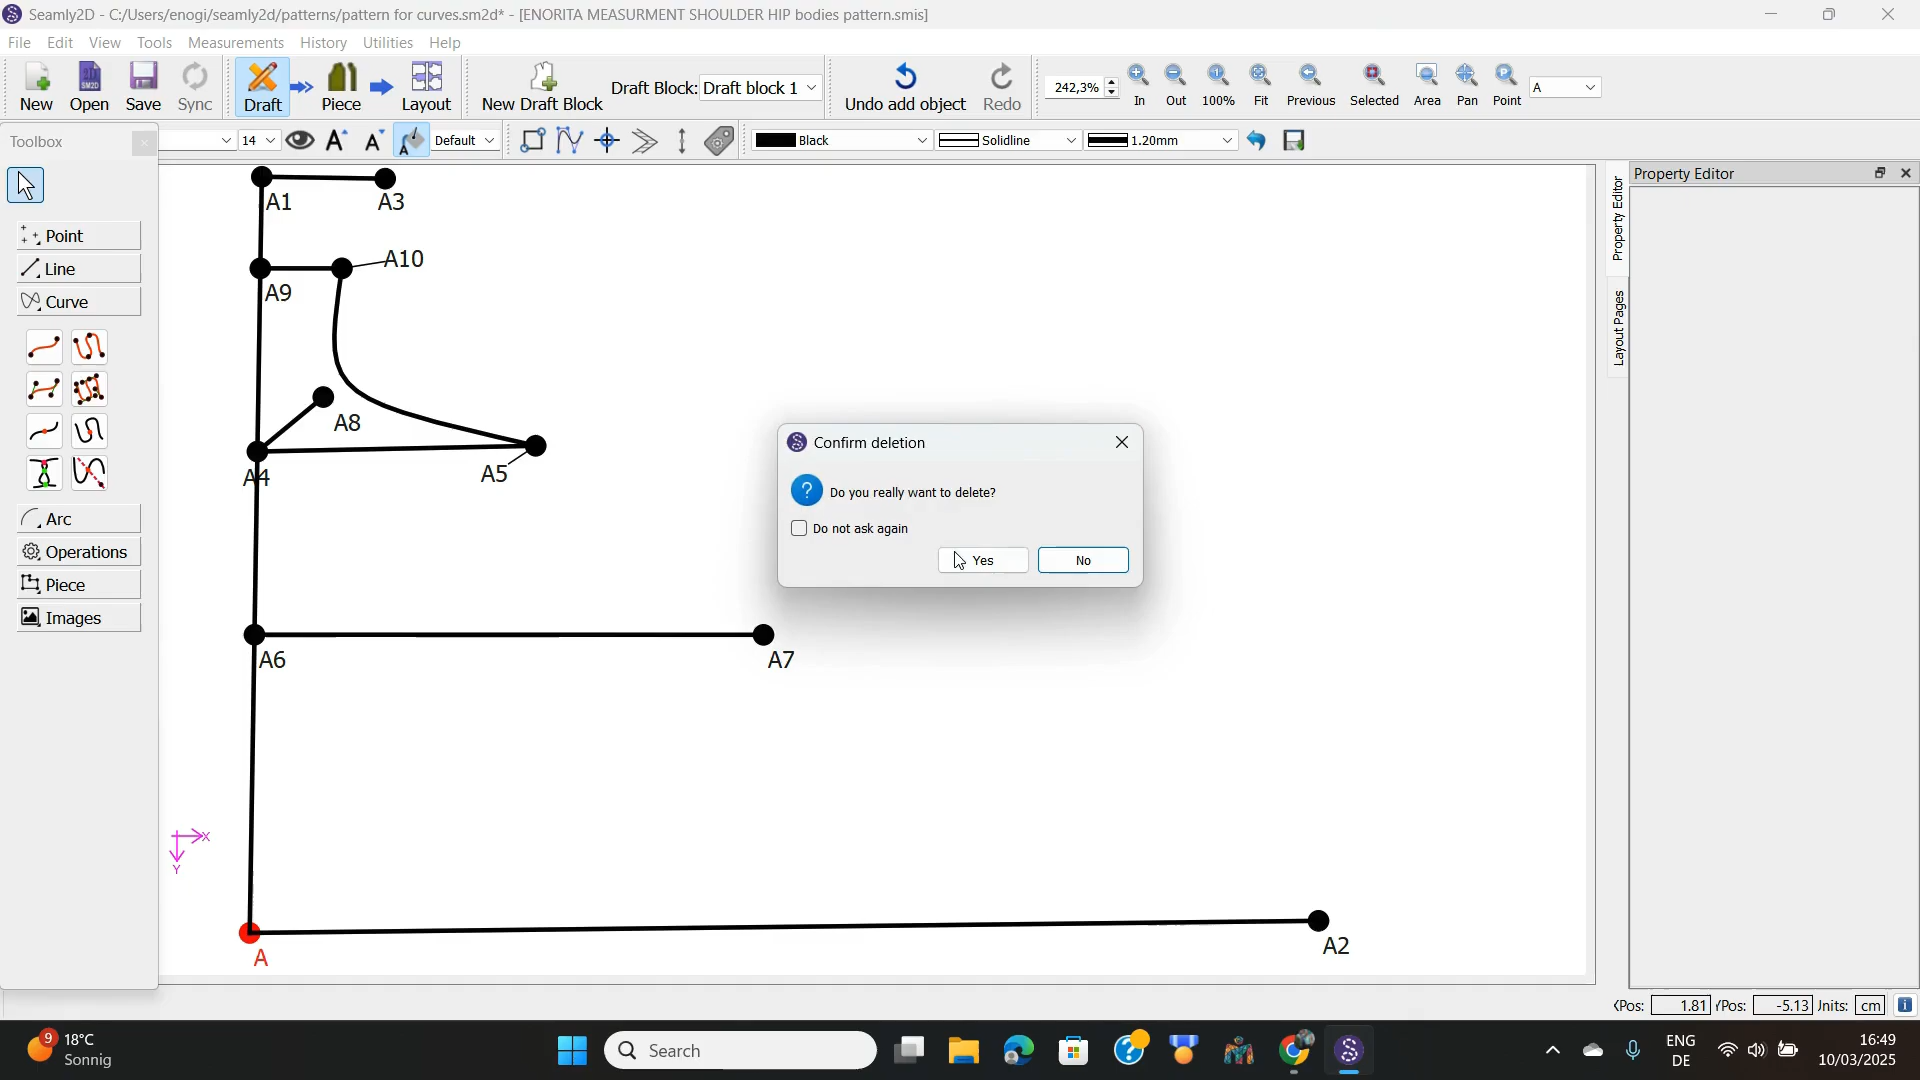 Seamly2D - C:/Users/enogi/seamly2d/patterns/pattern for curves.sm2d* - [ENORITA MEASURMENT SHOULDER HIP bodies pattern.smis]
File Edit View Tools Measurements History Utilities Help
New Open Save Sync Draft Piece Layout New Draft Block Draft Block: Draft block 1 Undo add object Redo 242,3% In Out 100% Fit Previous Selected Area Pan Point A
Toolbox 14 Default Black Solidline 1.20mm
Property Editor
Property Editor
Layout Pages
Point
Line
Curve
Arc
Operations
Piece
Images
A1 A3
A10
A9
A8
A4 A5
A6 A7
A A2
X
Y
Confirm deletion
? Do you really want to delete?
Do not ask again
Yes No
XPos: 1.81 YPos: -5.13 Units: cm
9 18°C
Sonnig
Search
ENG
DE
16:49
10/03/2025